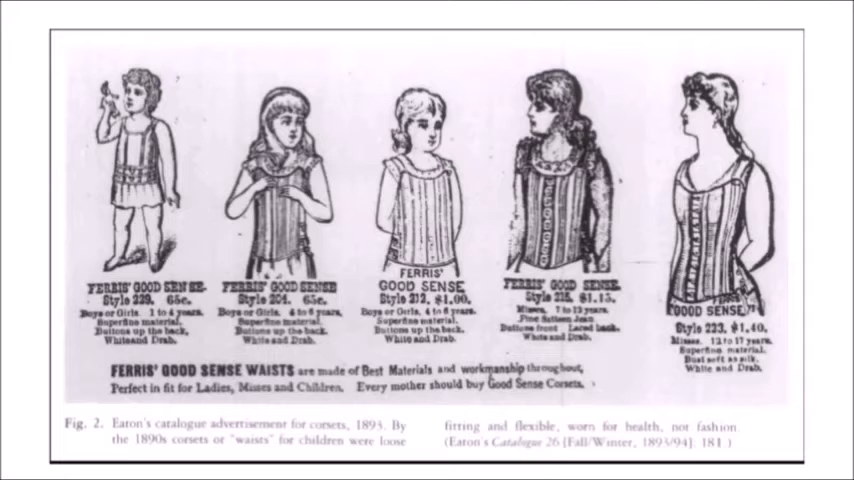 FERRIS' GOOD SENSE
Style 229. 65c.
Boys or Girls. 1 to 4 years.
Superfine material.
Buttons up the back.
White and Drab.
FERRIS' GOOD SENSE
Style 204. 65c.
Boys or Girls. 4 to 6 years.
Superfine material.
Buttons up the back.
White and Drab.
FERRIS'
GOOD SENSE
Style 212. $1.00.
Boys or Girls. 4 to 6 years.
Superfine material.
Buttons up the back.
White and Drab.
FERRIS' GOOD SENSE.
Style 215. $1.15.
Misses. 7 to 12 years.
Fine Satteen Jean
Buttons front Laced back.
White and Drab.
FERRIS'
GOOD SENSE
Style 223. $1.40.
Misses. 12 to 17 years.
Superfine material.
Bust soft as silk.
White and Drab.
FERRIS' GOOD SENSE WAISTS are made of Best Materials and workmanship throughout,
Perfect in fit for Ladies, Misses and Children. Every mother should buy Good Sense Corsets.
Fig. 2. Eaton's catalogue advertisement for corsets, 1893. By
the 1890s corsets or "waists" for children were loose
fitting and flexible, worn for health, not fashion.
(Eaton's Catalogue 26 [Fall/Winter, 1893/94]: 181.)